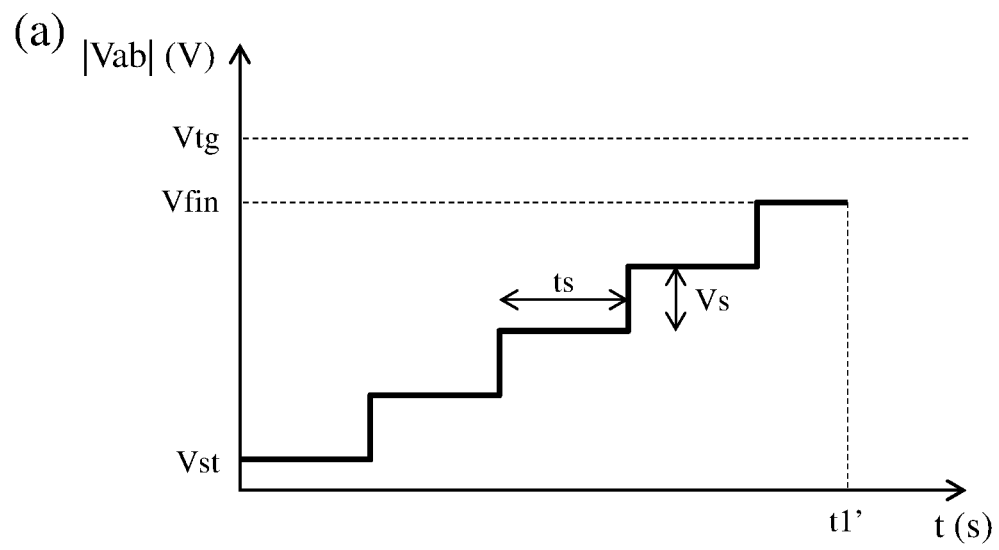 (a)
|Vab| (V)
Vtg
Vfin
ts
Vs
Vst
t1’
t (s)